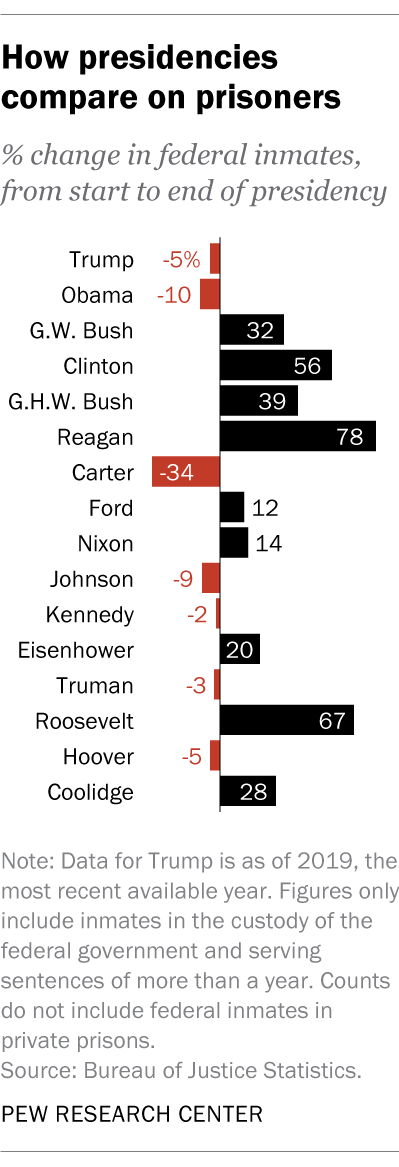 How presidencies
compare on prisoners
% change in federal inmates,
from start to end of presidency
Trump -5%
Obama -10
G.W. Bush 32
Clinton 56
G.H.W. Bush 39
Reagan 78
Carter -34
Ford 12
Nixon 14
Johnson -9
Kennedy -2
Eisenhower 20
Truman -3
Roosevelt 67
Hoover -5
Coolidge 28
Note: Data for Trump is as of 2019, the
most recent available year. Figures only
include inmates in the custody of the
federal government and serving
sentences of more than a year. Counts
do not include federal inmates in
private prisons.
Source: Bureau of Justice Statistics.
PEW RESEARCH CENTER